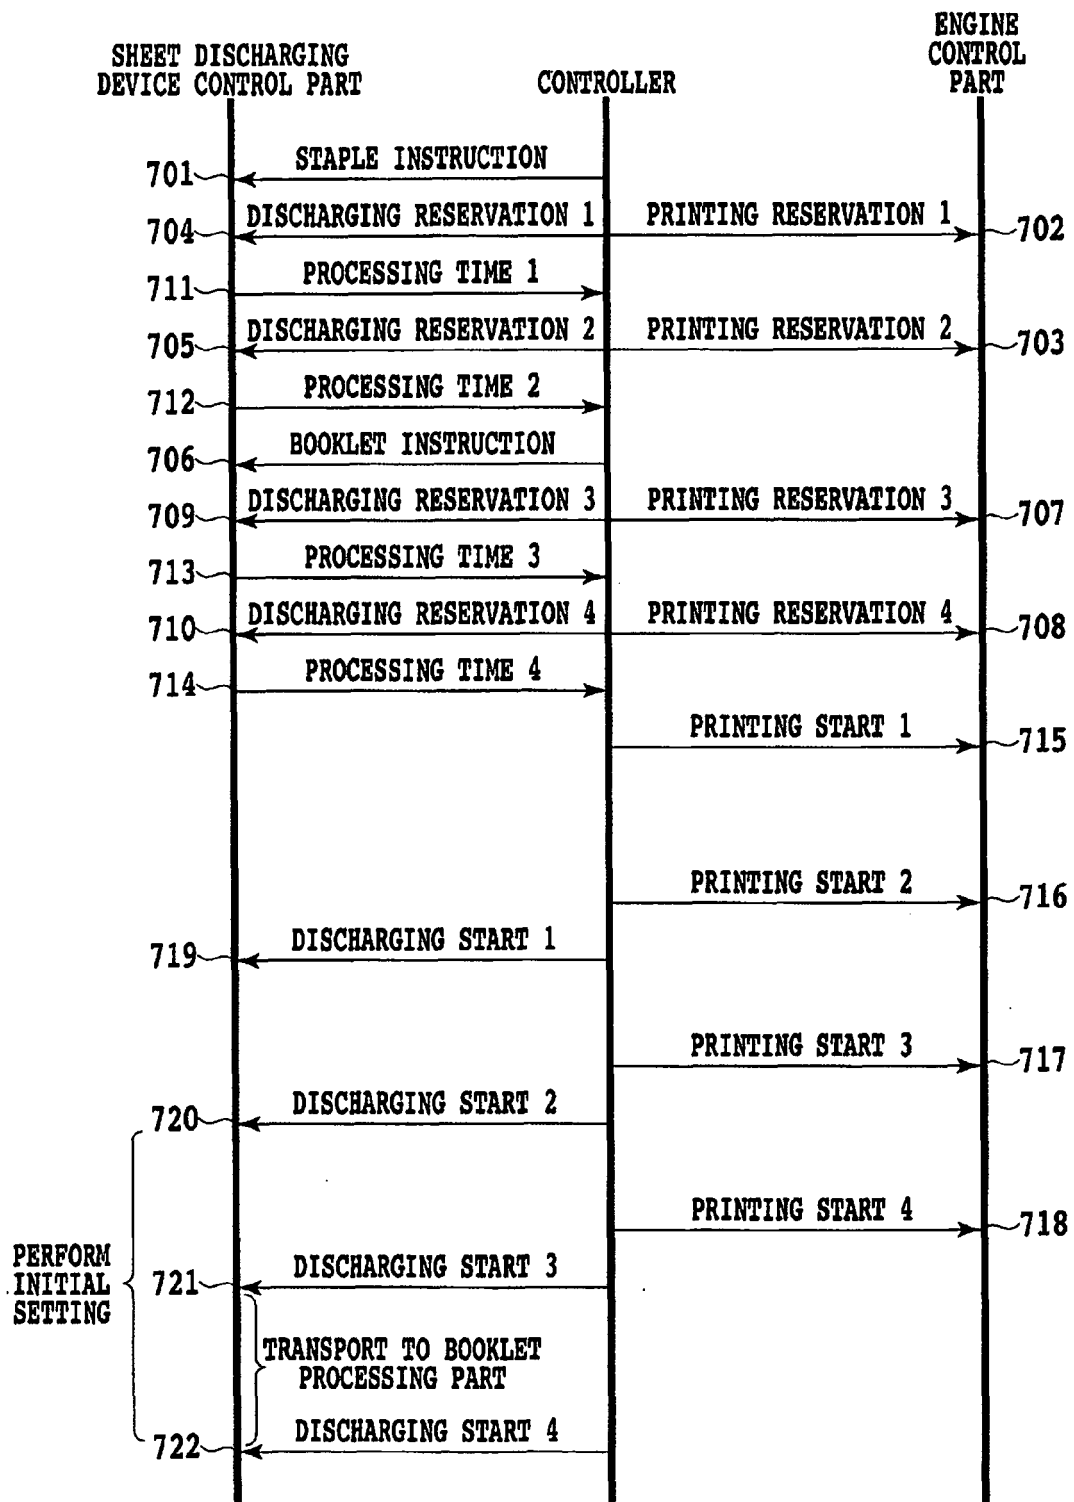 SHEET DISCHARGING
DEVICE CONTROL PART
CONTROLLER
ENGINE
CONTROL
PART
701
STAPLE INSTRUCTION
704
DISCHARGING RESERVATION 1
PRINTING RESERVATION 1
702
711
PROCESSING TIME 1
705
DISCHARGING RESERVATION 2
PRINTING RESERVATION 2
703
712
PROCESSING TIME 2
706
BOOKLET INSTRUCTION
709
DISCHARGING RESERVATION 3
PRINTING RESERVATION 3
707
713
PROCESSING TIME 3
710
DISCHARGING RESERVATION 4
PRINTING RESERVATION 4
708
714
PROCESSING TIME 4
PRINTING START 1
715
PRINTING START 2
716
719
DISCHARGING START 1
PRINTING START 3
717
720
DISCHARGING START 2
PRINTING START 4
718
PERFORM
INITIAL
SETTING
721
DISCHARGING START 3
TRANSPORT TO BOOKLET
PROCESSING PART
722
DISCHARGING START 4